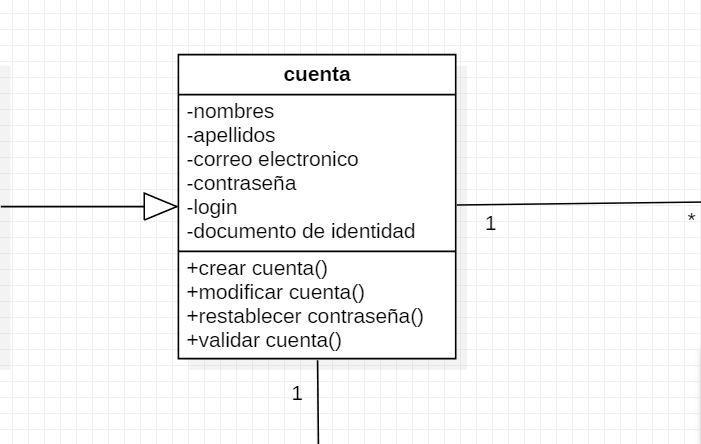 cuenta
-nombres
-apellidos
-correo electronico
-contraseña
-login
-documento de identidad
1
*
+crear cuenta()
+modificar cuenta()
+restablecer contraseña()
+validar cuenta()
1